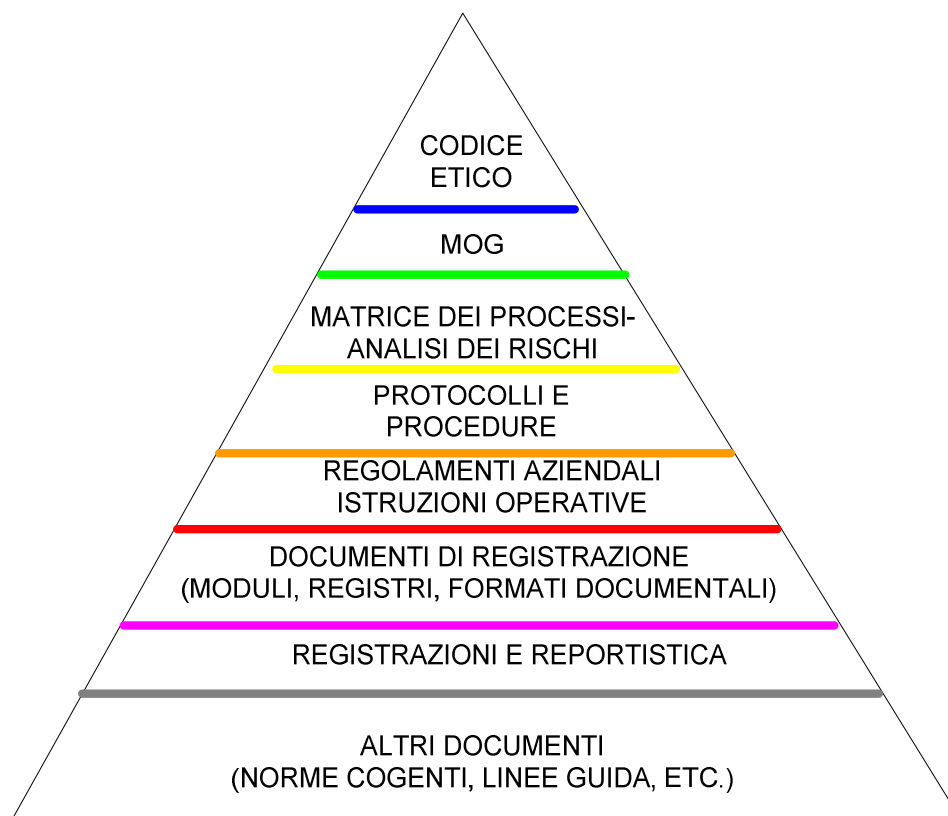 CODICE
ETICO
MOG
MATRICE DEI PROCESSI-
ANALISI DEI RISCHI
PROTOCOLLI E
PROCEDURE
REGOLAMENTI AZIENDALI
ISTRUZIONI OPERATIVE
DOCUMENTI DI REGISTRAZIONE
(MODULI, REGISTRI, FORMATI DOCUMENTALI)
REGISTRAZIONI E REPORTISTICA
ALTRI DOCUMENTI
(NORME COGENTI, LINEE GUIDA, ETC.)